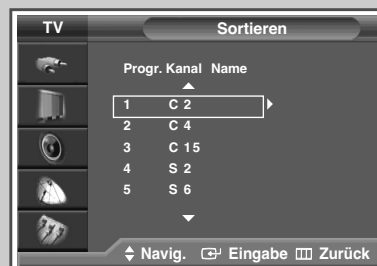 TV Sortieren
Progr. Kanal Name
1 C 2
2 C 4
3 C 15
4 S 2
5 S 6
Navig. Eingabe Zurück